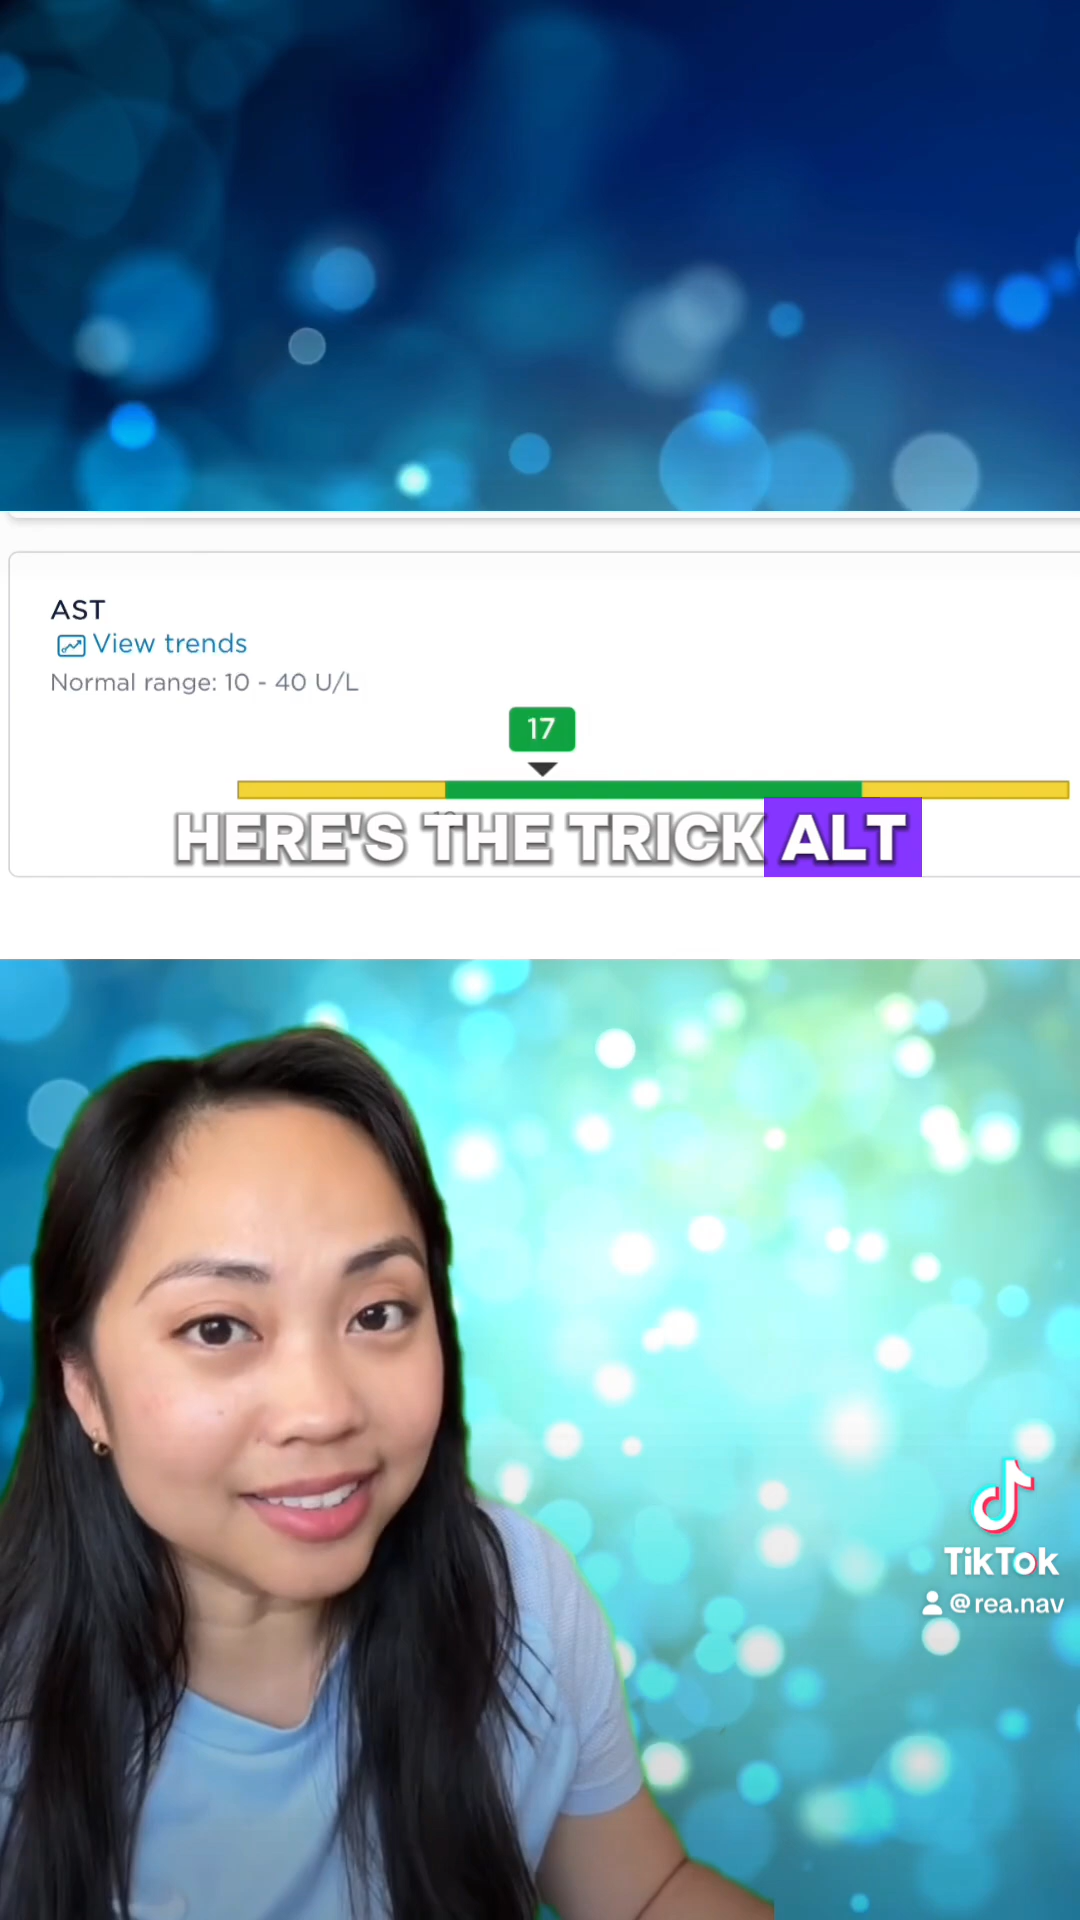 AST
View trends
Normal range: 10 - 40 U/L
17
HERE'S THE TRICK ALT
TikTok
@rea.nav